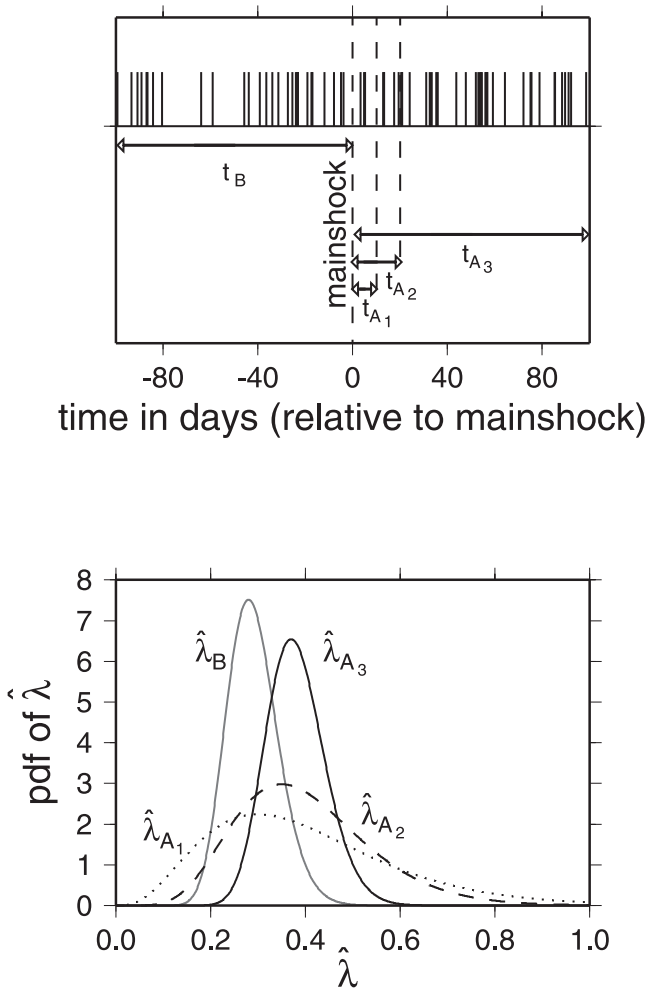 t_B
mainshock
t_A3
t_A2
t_A1
-80 -40 0 40 80
time in days (relative to mainshock)
8
7
6
5
4
3
2
1
0
pdf of λ̂
λ̂_B
λ̂_A3
λ̂_A1
λ̂_A2
0.0 0.2 0.4 0.6 0.8 1.0
λ̂